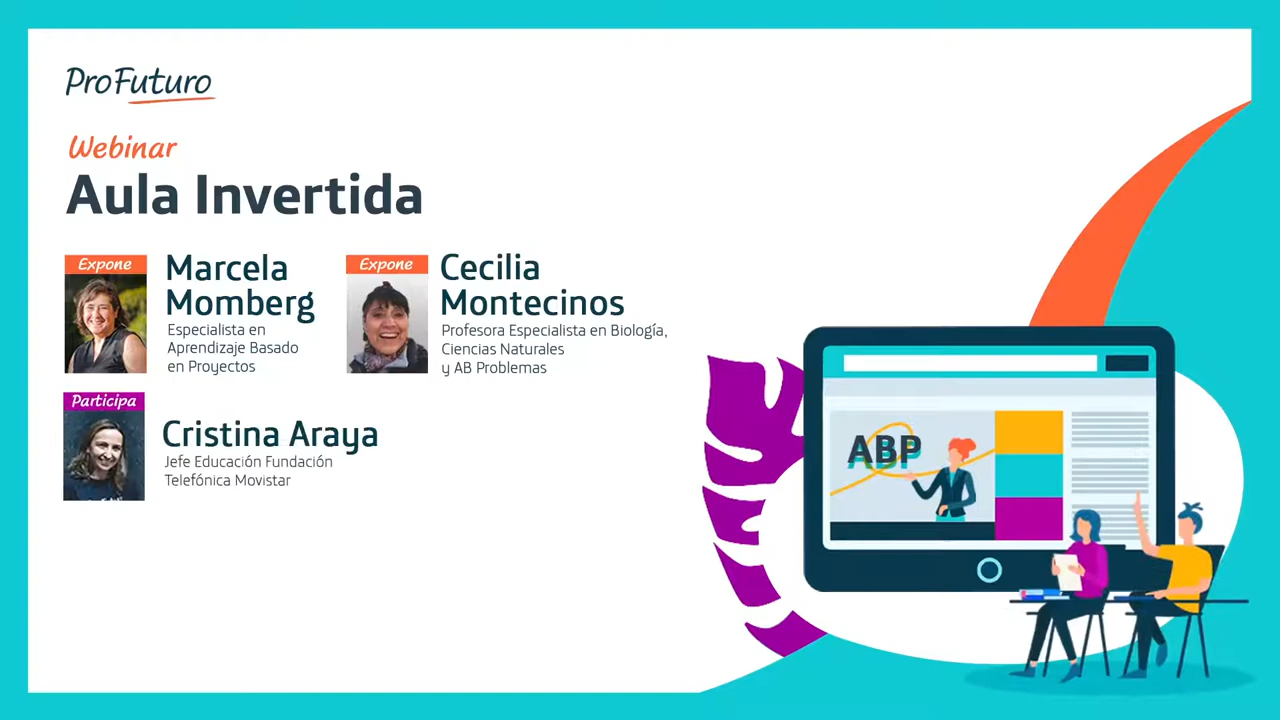 ProFuturo
Webinar
Aula Invertida
Expone
Marcela
Momberg
Especialista en
Aprendizaje Basado
en Proyectos
Expone
Cecilia
Montecinos
Profesora Especialista en Biología,
Ciencias Naturales
y AB Problemas
Participa
Cristina Araya
Jefe Educación Fundación
Telefónica Movistar
ABP